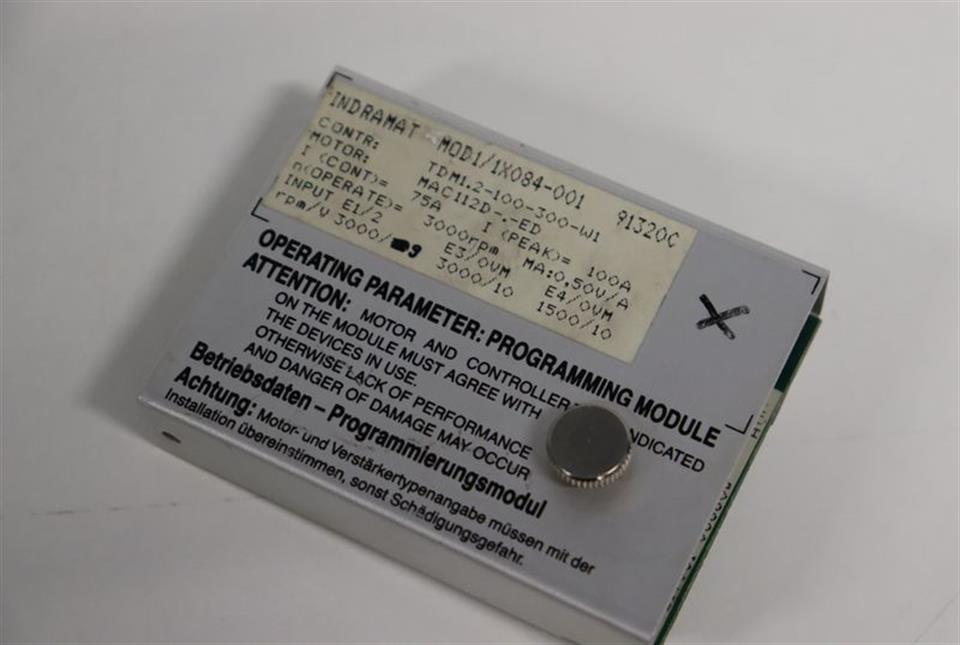 INDRAMAT - MOD1/1X084-001 91320C
CONTR: TDM1.2-100-300-W1
MOTOR: MAC112D-.-ED
I (CONT)= 75A I (PEAK)= 100A
n(OPERATE)= 3000rpm MA:0,50V/A
INPUT E1/2 E3/OVM E4/OVM
rpm/V 3000/ 9 3000/10 1500/10
OPERATING PARAMETER: PROGRAMMING MODULE
ATTENTION: MOTOR AND CONTROLLER INDICATED
ON THE MODULE MUST AGREE WITH
THE DEVICES IN USE.
OTHERWISE LACK OF PERFORMANCE
AND DANGER OF DAMAGE MAY OCCUR
Betriebsdaten – Programmierungsmodul
Achtung: Motor- und Verstärkertypenangabe müssen mit der
Installation übereinstimmen, sonst Schädigungsgefahr.